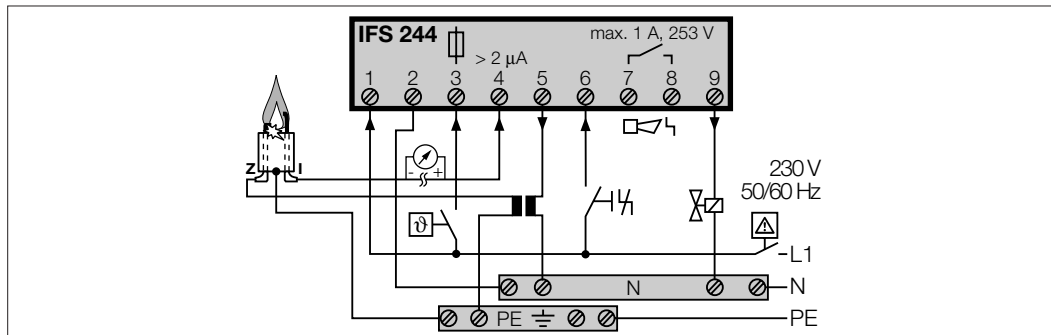 IFS 244
max. 1 A, 253 V
> 2 µA
1 2 3 4 5 6 7 8 9
Z I
- +
230 V
50/60 Hz
ϑ
L1
N N
PE PE